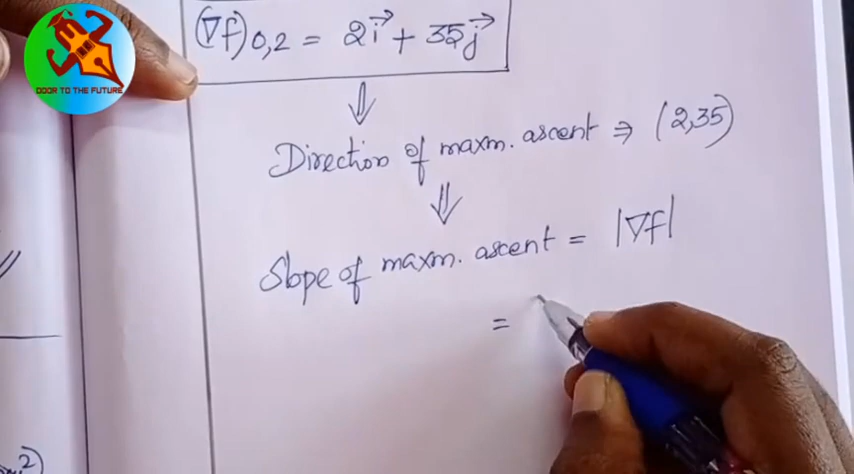 (∇f)0,2 = 2i⃗ + 35j⃗
DOOR TO THE FUTURE
⇓
Direction of maxm. ascent ⇒ (2,35)
⇓
Slope of maxm. ascent = |∇f|
=